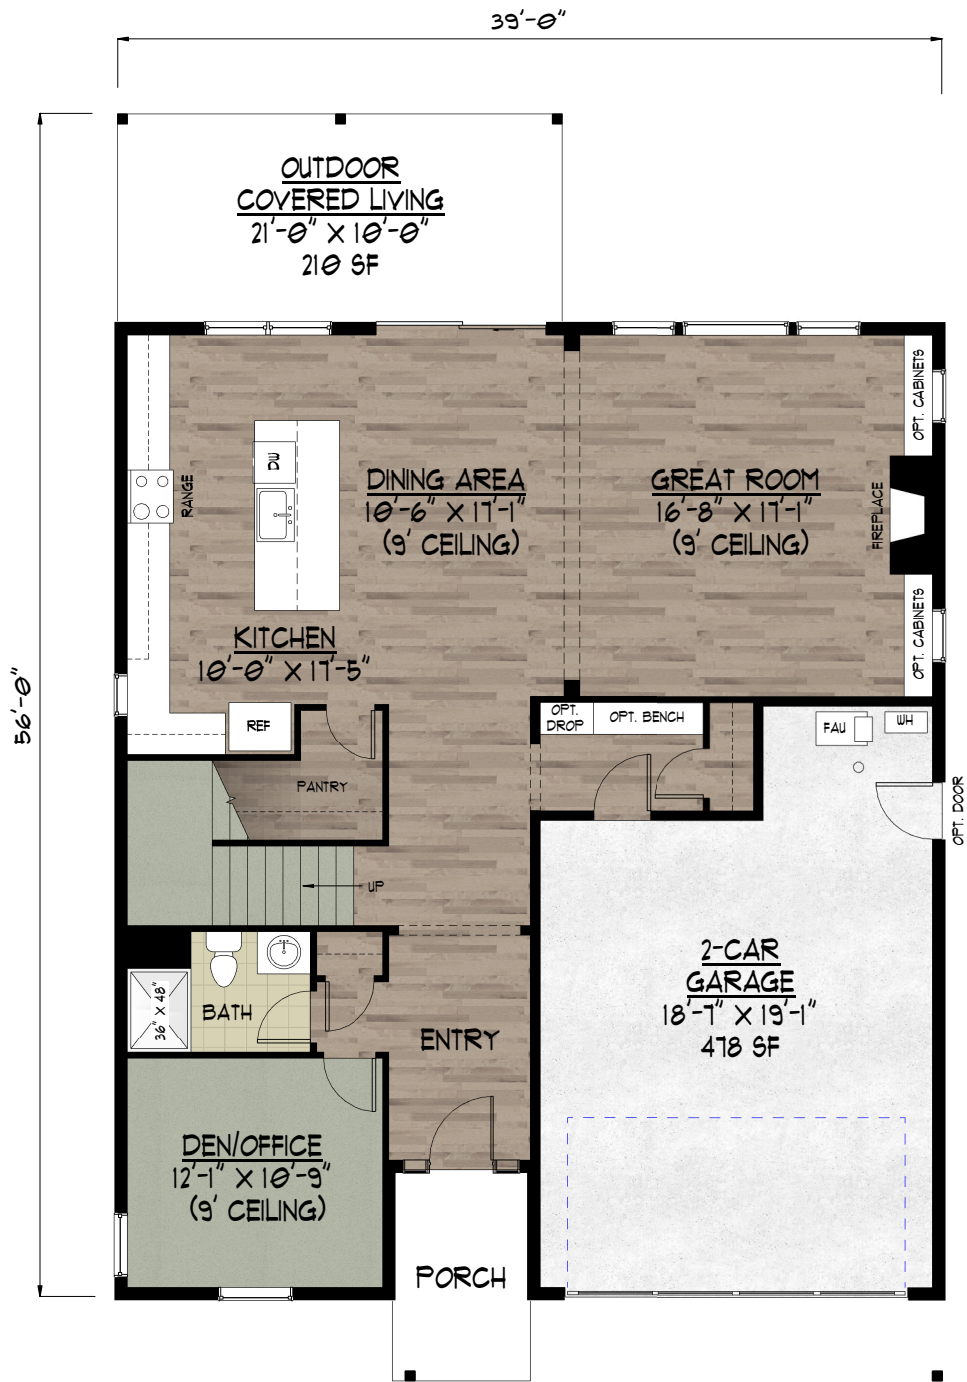 39'-0"
OUTDOOR
COVERED LIVING
21'-0" X 10'-0"
210 SF
OPT. CABINETS
DW
RANGE
DINING AREA
10'-6" X 17'-1"
(9' CEILING)
GREAT ROOM
16'-8" X 17'-1"
(9' CEILING)
FIREPLACE
OPT. CABINETS
KITCHEN
10'-0" X 17'-5"
56'-0"
REF
OPT.
DROP
OPT. BENCH
FAU
WH
PANTRY
OPT. DOOR
UP
2-CAR
GARAGE
18'-7" X 19'-1"
478 SF
36" X 48"
BATH
ENTRY
DEN/OFFICE
12'-1" X 10'-9"
(9' CEILING)
PORCH